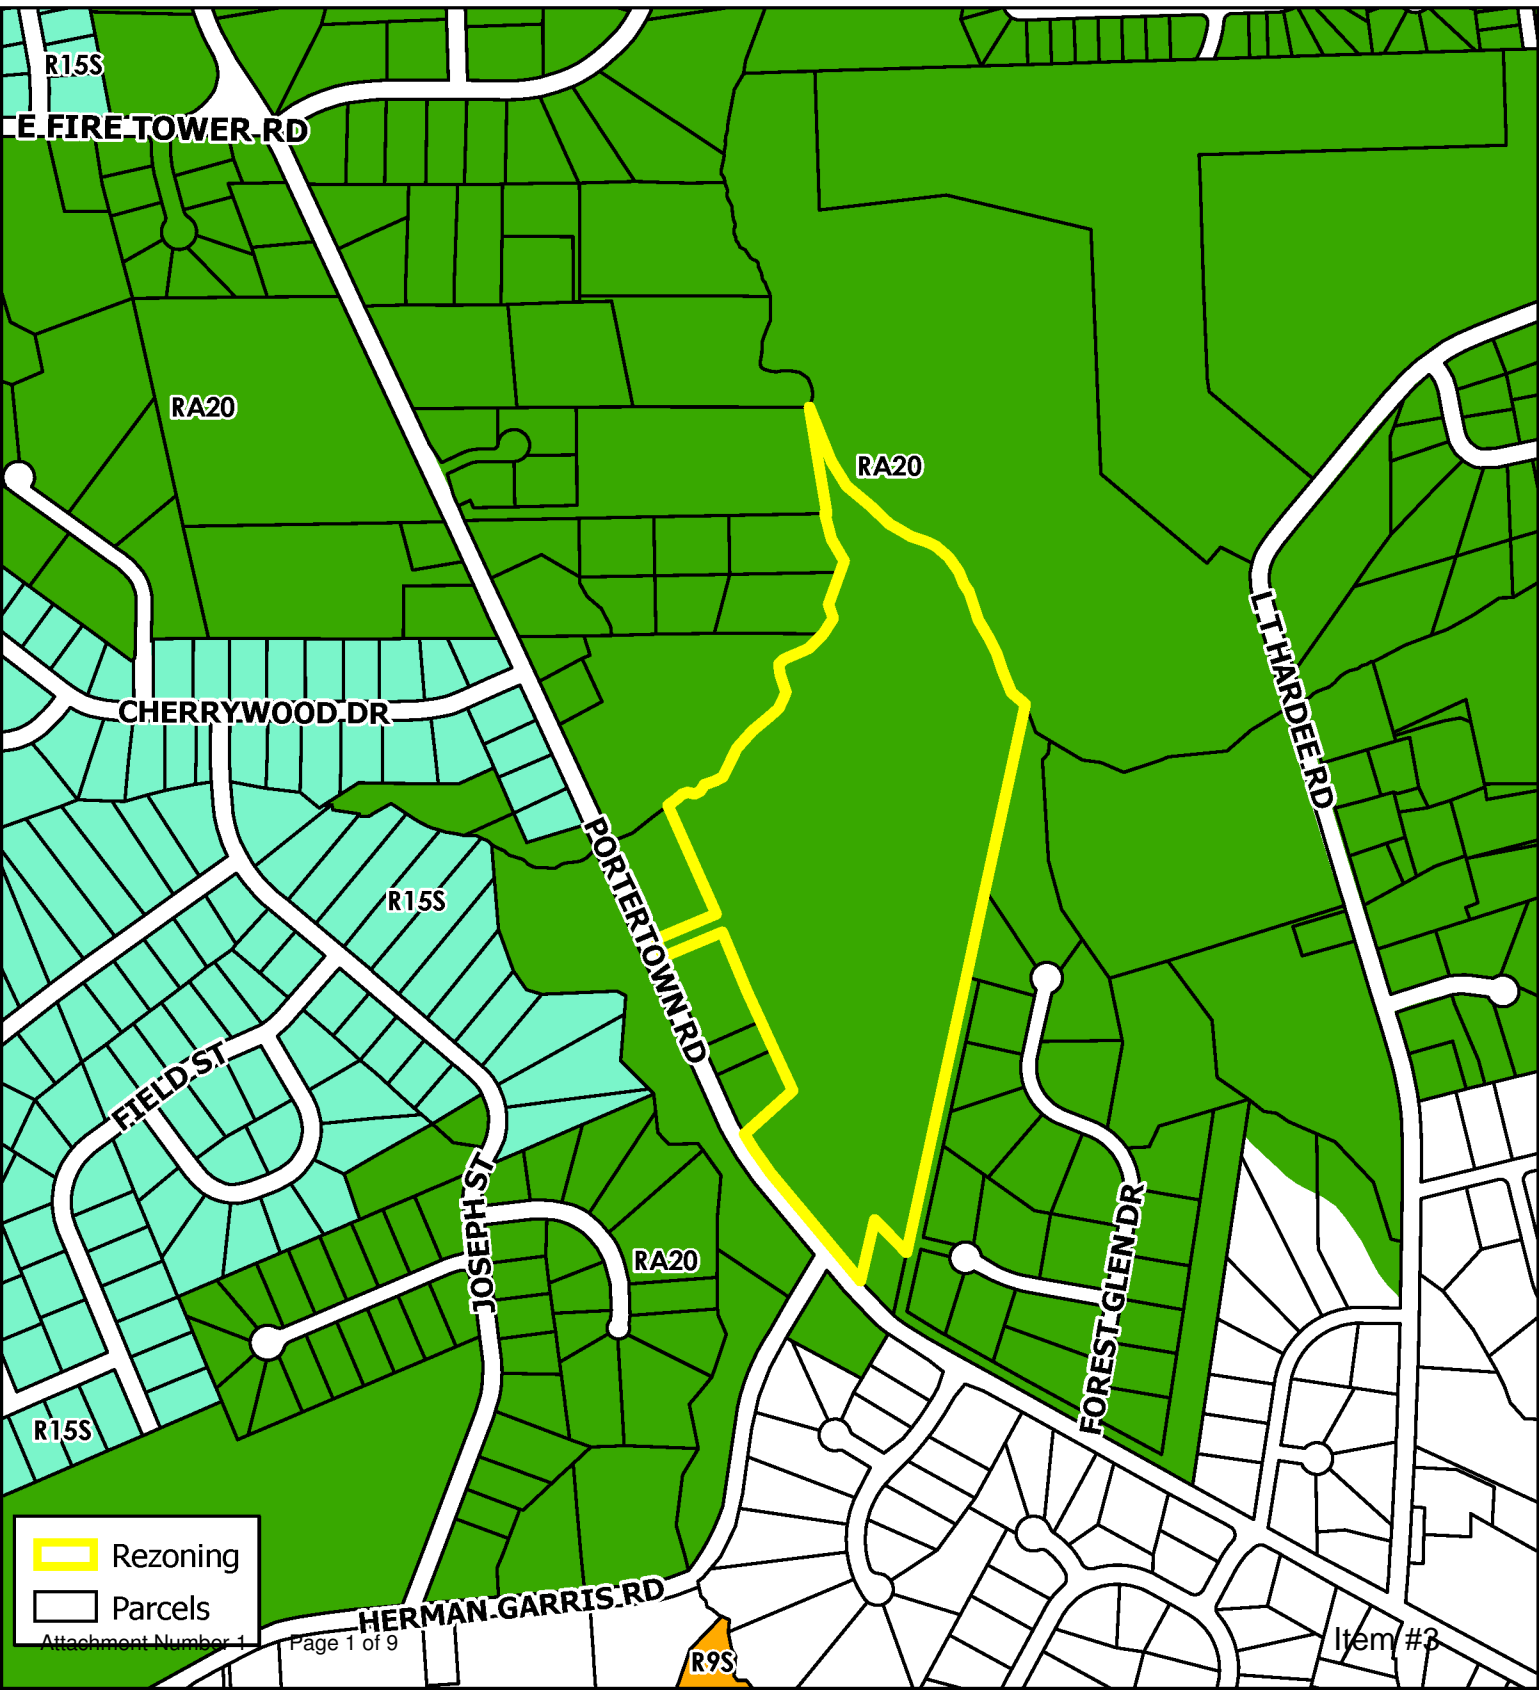 R15S
E FIRE TOWER RD
RA20
RA20
L T HARDEE RD
CHERRYWOOD DR
PORTERTOWN RD
R15S
FIELD ST
JOSEPH ST
FOREST GLEN DR
RA20
R15S
Rezoning
Parcels
HERMAN GARRIS RD
Attachment Number 1
Page 1 of 9
Item #3
R9S